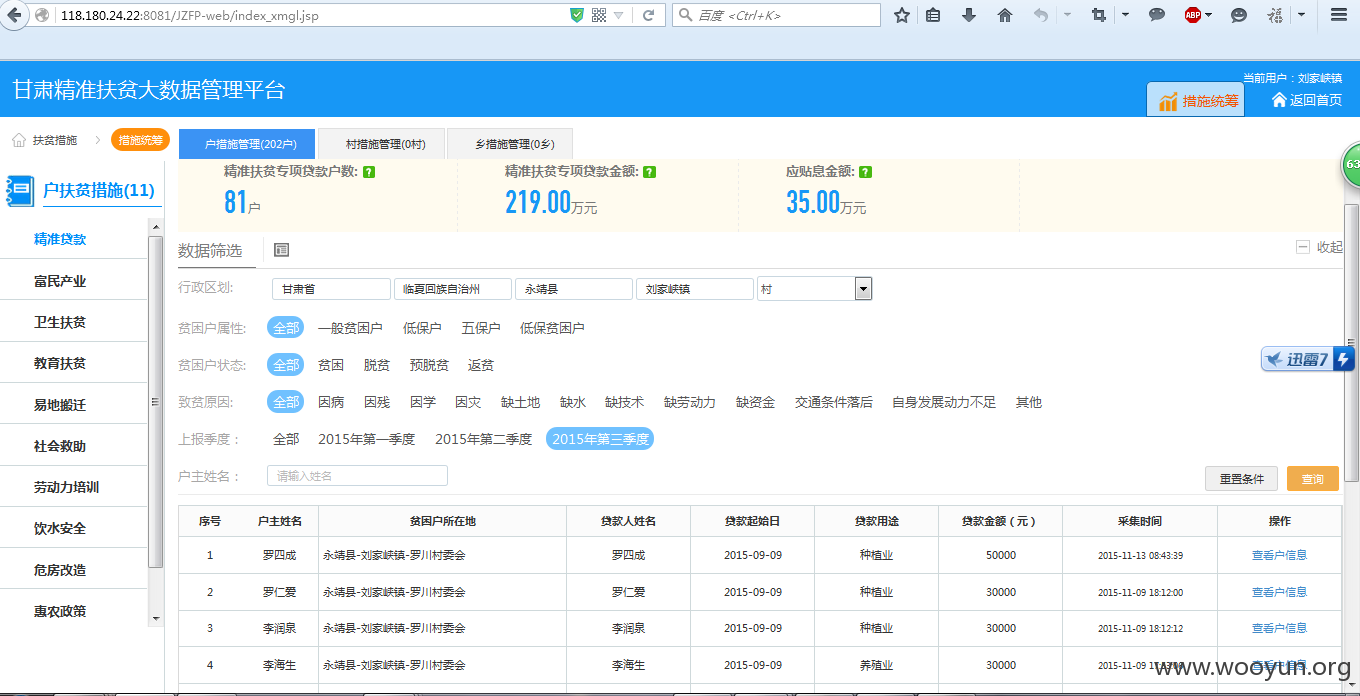 118.180.24.22:8081/JZFP-web/index_xmgl.jsp
百度 <Ctrl+K>
ABP
甘肃精准扶贫大数据管理平台
当前用户：刘家峡镇
措施统筹
返回首页
扶贫措施
措施统筹
户措施管理(202户)
村措施管理(0村)
乡措施管理(0乡)
63
户扶贫措施(11)
精准贷款
富民产业
卫生扶贫
教育扶贫
易地搬迁
社会救助
劳动力培训
饮水安全
危房改造
惠农政策
精准扶贫专项贷款户数: ?
81户
精准扶贫专项贷款金额: ?
219.00万元
应贴息金额: ?
35.00万元
数据筛选
收起
行政区划: 甘肃省 临夏回族自治州 永靖县 刘家峡镇 村
贫困户属性: 全部 一般贫困户 低保户 五保户 低保贫困户
贫困户状态: 全部 贫困 脱贫 预脱贫 返贫
迅雷7
致贫原因: 全部 因病 因残 因学 因灾 缺土地 缺水 缺技术 缺劳动力 缺资金 交通条件落后 自身发展动力不足 其他
上报季度： 全部 2015年第一季度 2015年第二季度 2015年第三季度
户主姓名： 请输入姓名
重置条件 查询
序号 户主姓名 贫困户所在地 贷款人姓名 贷款起始日 贷款用途 贷款金额（元） 采集时间 操作
1 罗四成 永靖县-刘家峡镇-罗川村委会 罗四成 2015-09-09 种植业 50000 2015-11-13 08:43:39 查看户信息
2 罗仁爱 永靖县-刘家峡镇-罗川村委会 罗仁爱 2015-09-09 种植业 30000 2015-11-09 18:12:00 查看户信息
3 李润泉 永靖县-刘家峡镇-罗川村委会 李润泉 2015-09-09 种植业 30000 2015-11-09 18:12:12 查看户信息
4 李海生 永靖县-刘家峡镇-罗川村委会 李海生 2015-09-09 养殖业 30000 2015-11-09 查看户信息
www.wooyun.org